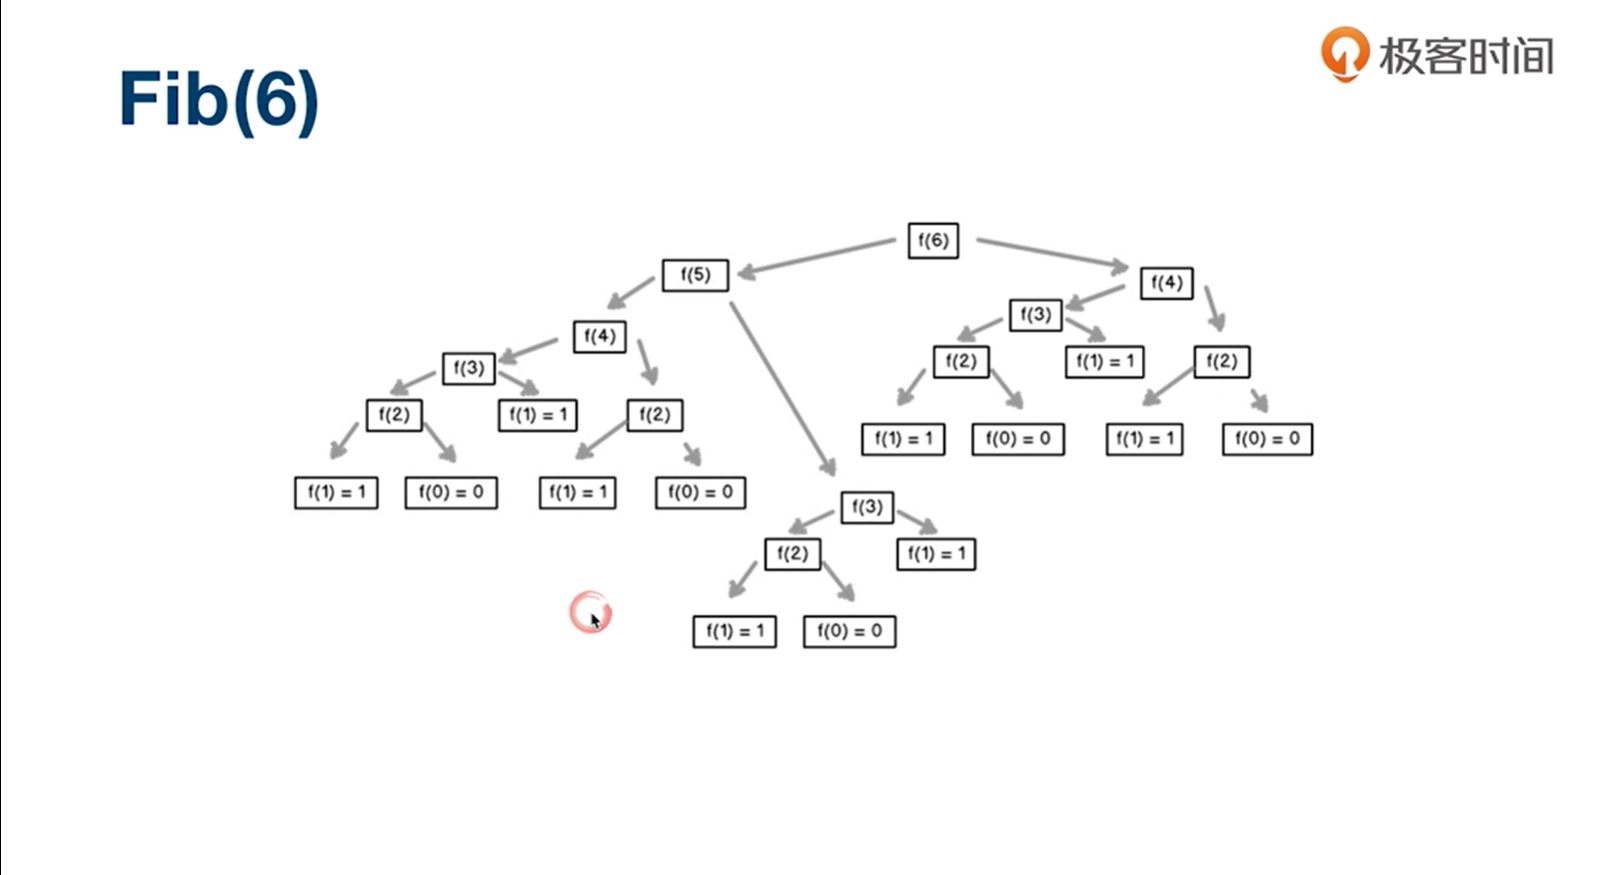 极客时间
Fib(6)
f(6)
f(5)
f(4)
f(3)
f(4)
f(2)
f(1) = 1
f(2)
f(3)
f(2)
f(1) = 1
f(2)
f(1) = 1
f(0) = 0
f(1) = 1
f(0) = 0
f(1) = 1
f(0) = 0
f(1) = 1
f(0) = 0
f(3)
f(2)
f(1) = 1
f(1) = 1
f(0) = 0